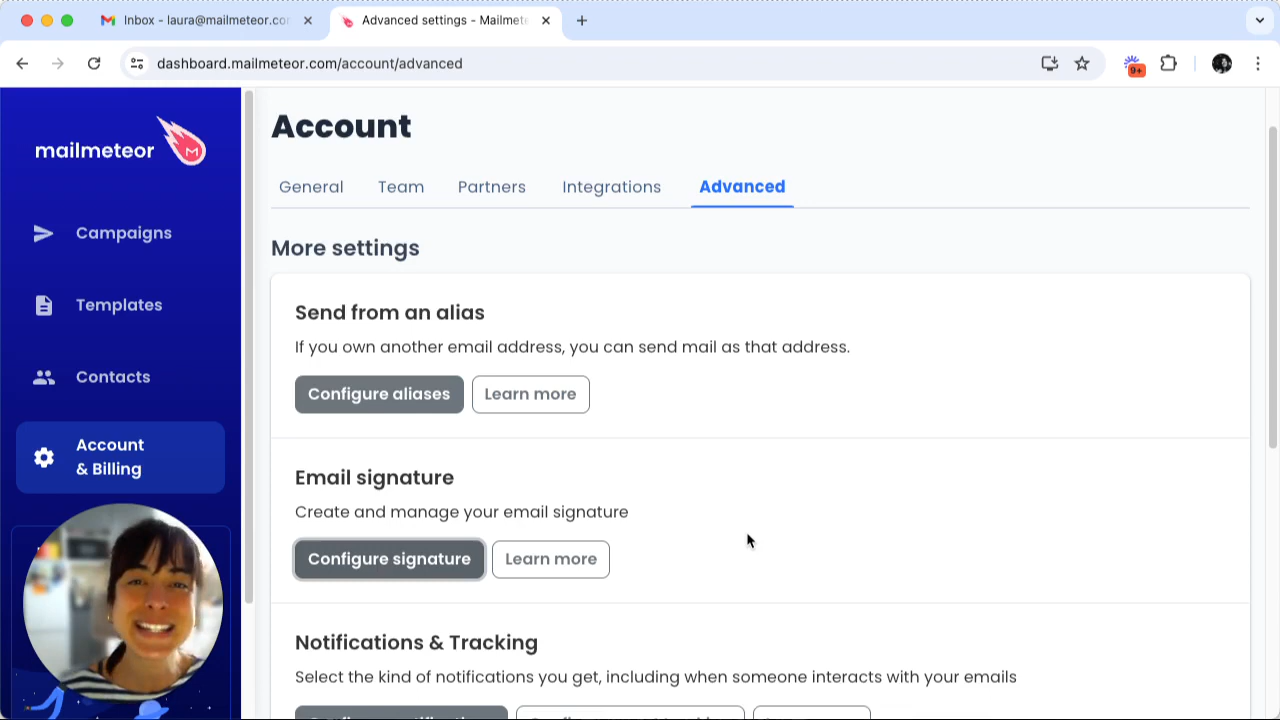 Inbox - laura@mailmeteor.co
Advanced settings - Mailmete
dashboard.mailmeteor.com/account/advanced
9+
mailmeteor
M
Campaigns
Templates
Contacts
Account
& Billing
Account
General Team Partners Integrations Advanced
More settings
Send from an alias
If you own another email address, you can send mail as that address.
Configure aliases Learn more
Email signature
Create and manage your email signature
Configure signature Learn more
Notifications & Tracking
Select the kind of notifications you get, including when someone interacts with your emails